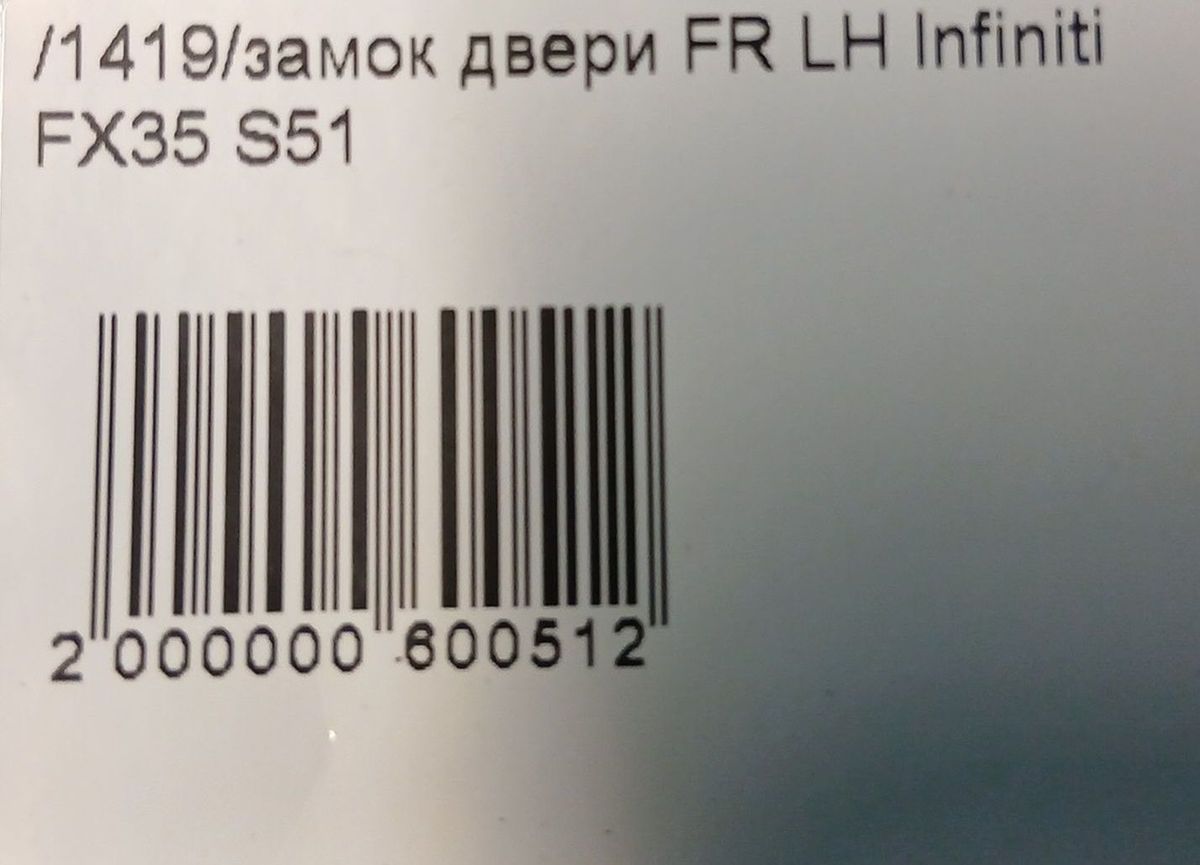 /1419/замок двери FR LH Infiniti
FX35 S51
2 000000 600512